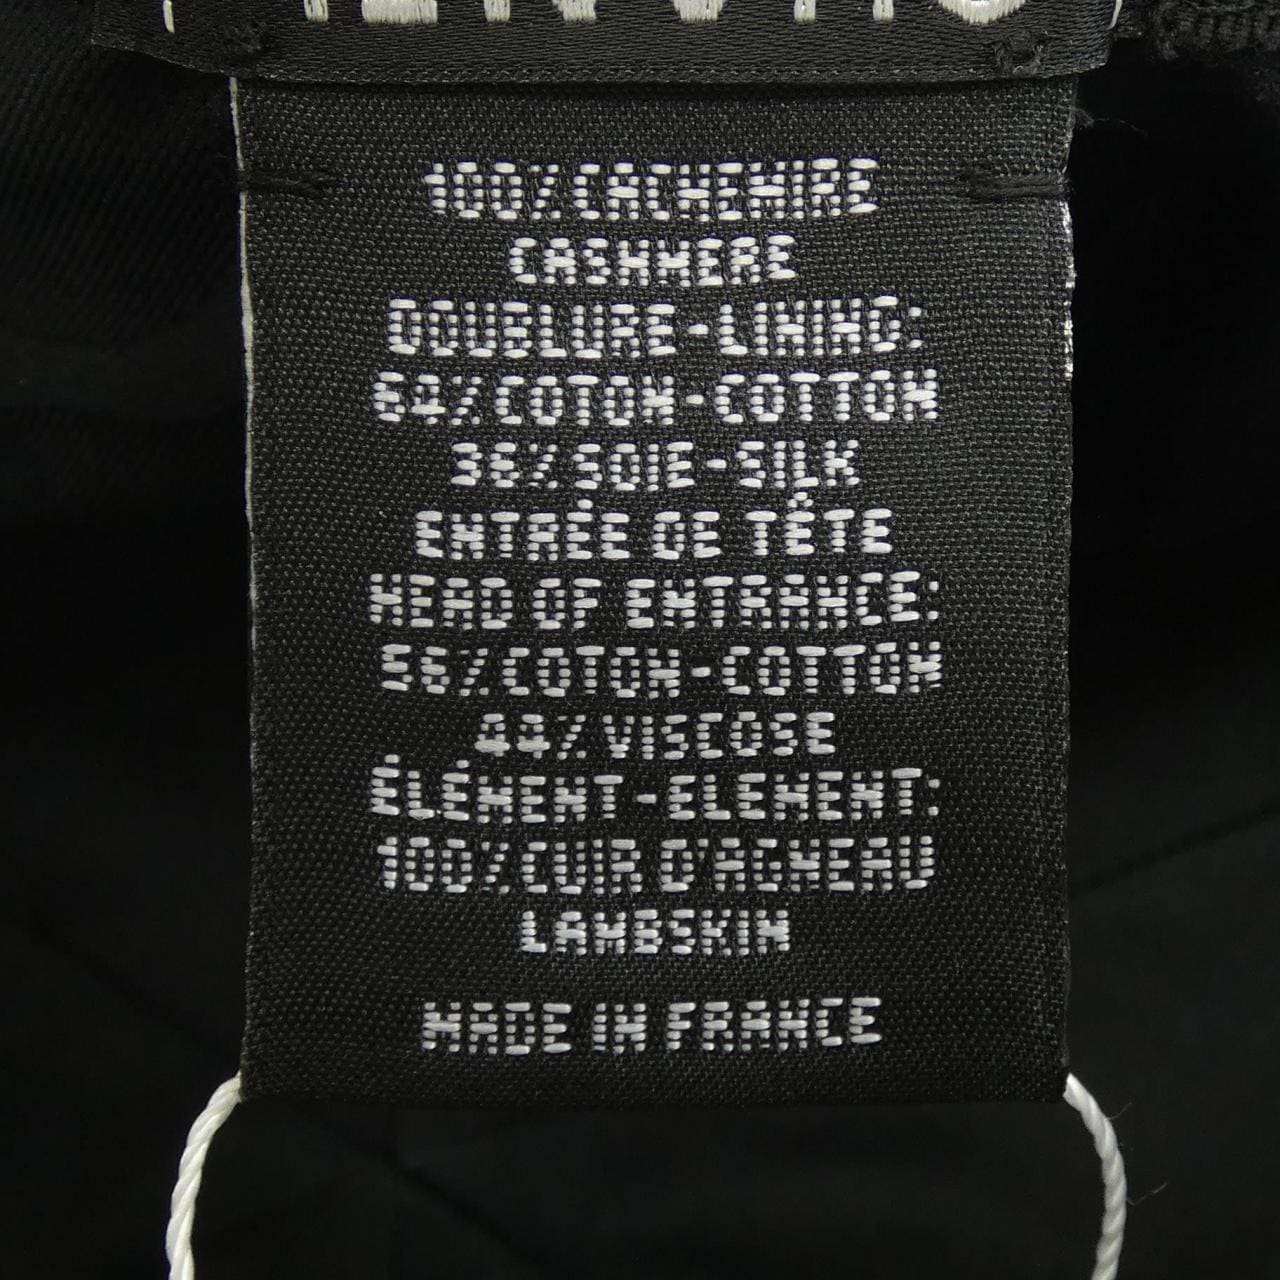 100% CACHEMIRE
CASHMERE
DOUBLURE-LINING:
64% COTON-COTTON
36% SOIE-SILK
ENTRÉE DE TÊTE
HEAD OF ENTRANCE:
56% COTON-COTTON
44% VISCOSE
ÉLÉMENT-ELEMENT:
100% CUIR D'AGNEAU
LAMBSKIN
MADE IN FRANCE